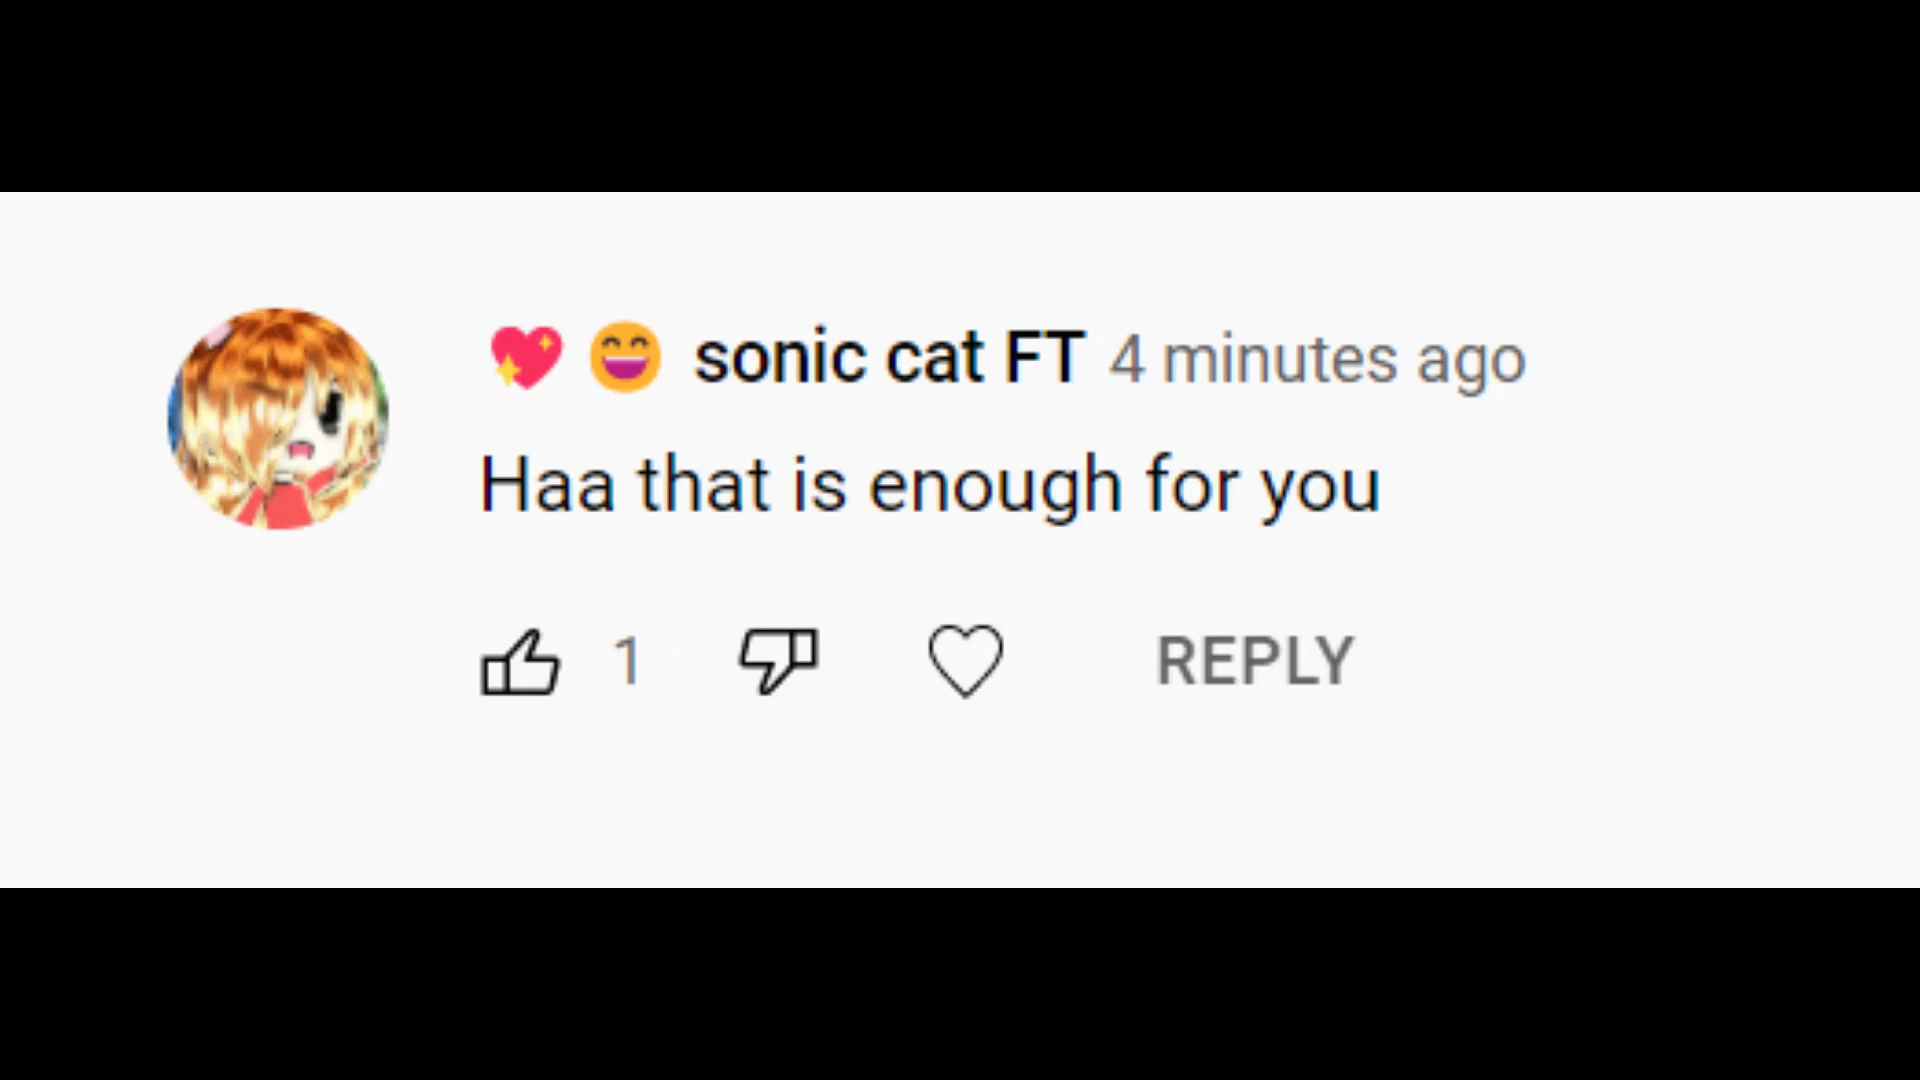 💖 😄 sonic cat FT 4 minutes ago
Haa that is enough for you
1 REPLY